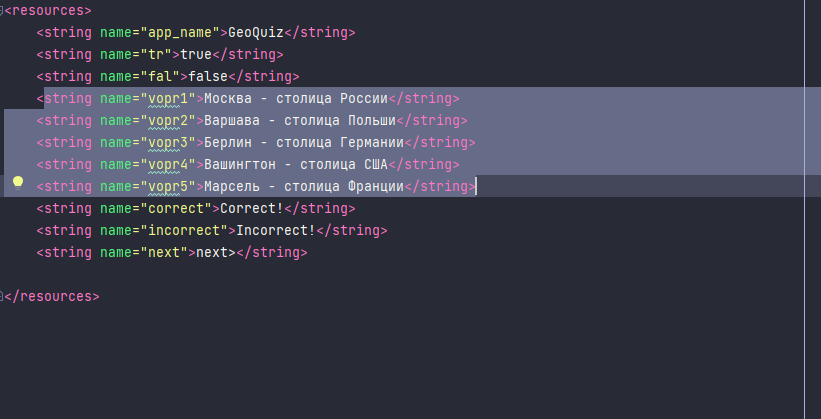 <resources>
<string name="app_name">GeoQuiz</string>
<string name="tr">true</string>
<string name="fal">false</string>
<string name="vopr1">Москва - столица России</string>
<string name="vopr2">Варшава - столица Польши</string>
<string name="vopr3">Берлин - столица Германии</string>
<string name="vopr4">Вашингтон - столица США</string>
<string name="vopr5">Марсель - столица Франции</string>
<string name="correct">Correct!</string>
<string name="incorrect">Incorrect!</string>
<string name="next">next></string>
</resources>